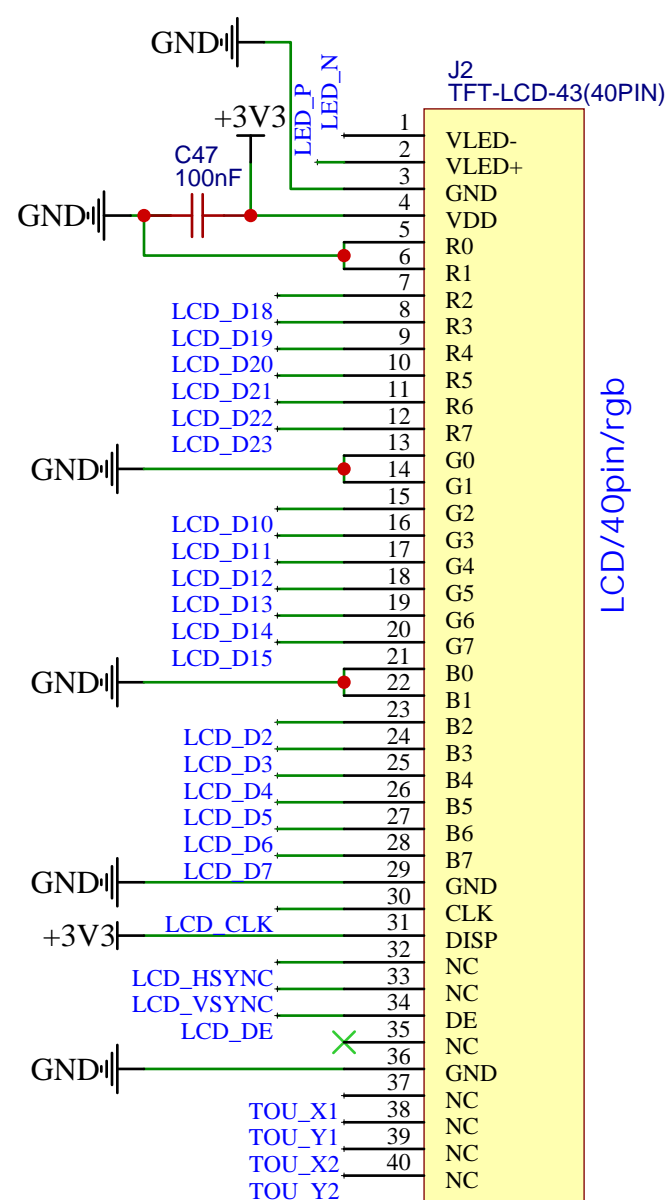 GND
LED_P
LED_N
J2
TFT-LCD-43(40PIN)
+3V3
C47
100nF
GND
1 VLED-
2 VLED+
3 GND
4 VDD
5 R0
6 R1
7 R2
LCD_D18
8 R3
LCD_D19
9 R4
LCD_D20
10 R5
LCD_D21
11 R6
LCD_D22
12 R7
LCD_D23
13 G0
GND
14 G1
15 G2
LCD_D10
16 G3
LCD_D11
17 G4
LCD_D12
18 G5
LCD_D13
19 G6
LCD_D14
20 G7
LCD_D15
21 B0
GND
22 B1
23 B2
LCD_D2
24 B3
LCD_D3
25 B4
LCD_D4
26 B5
LCD_D5
27 B6
LCD_D6
28 B7
LCD_D7
GND
29 GND
30 CLK
LCD_CLK
+3V3
31 DISP
32 NC
LCD_HSYNC
33 NC
LCD_VSYNC
34 DE
LCD_DE
35 NC
GND
36 GND
37 NC
TOU_X1
38 NC
TOU_Y1
39 NC
TOU_X2
40 NC
TOU_Y2
LCD/40pin/rgb